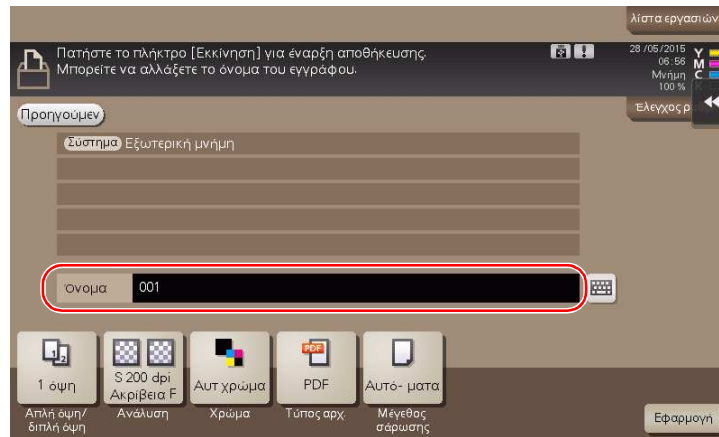 λίστα εργασιών
Πατήστε το πλήκτρο [Εκκίνηση] για έναρξη αποθήκευσης.
Μπορείτε να αλλάξετε το όνομα του εγγράφου.
28 /05/2015
06:56
Μνήμη
100 %
Y
M
C
K
Έλεγχος ρ
Προηγούμεν
Σύστημα Εξωτερική μνήμη
Όνομα 001
1 όψη
S 200 dpi
Ακρίβεια F
Αυτ χρώμα
PDF
PDF
Αυτό- ματα
Απλή όψη/
διπλή όψη
Ανάλυση
Χρώμα
Τύπος αρχ.
Μέγεθος
σάρωσης
Εφαρμογή